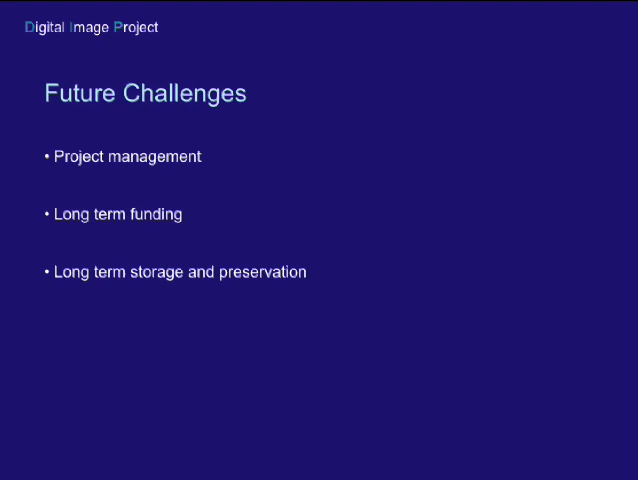 Digital Image Project
Future Challenges
• Project management
• Long term funding
• Long term storage and preservation